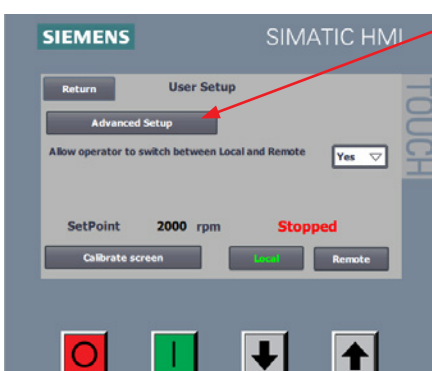 SIEMENS SIMATIC HMI
TOUCH
Return User Setup
Advanced Setup
Allow operator to switch between Local and Remote Yes
SetPoint 2000 rpm Stopped
Calibrate screen Local Remote